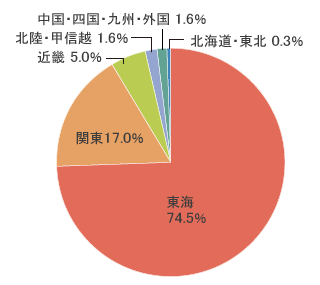 中国・四国・九州・外国 1.6%
北陸・甲信越 1.6%
北海道・東北 0.3%
近畿 5.0%
関東17.0%
東海
74.5%